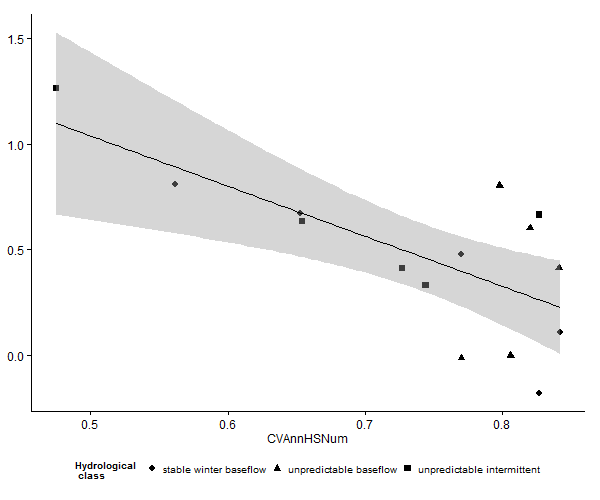 1.5
1.0
0.5
0.0
0.5 0.6 0.7 0.8
CVAnnHSNum
Hydrological class stable winter baseflow unpredictable baseflow unpredictable intermittent